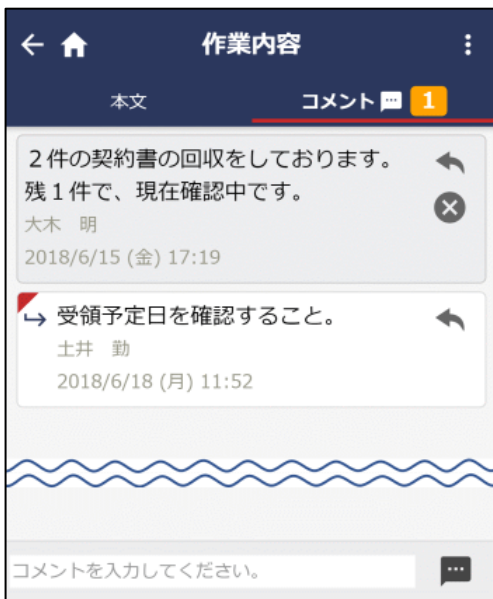 作業内容
本文
コメント 1
２件の契約書の回収をしております。
残１件で、現在確認中です。
大木　明
2018/6/15 (金) 17:19
受領予定日を確認すること。
土井　勤
2018/6/18 (月) 11:52
コメントを入力してください。